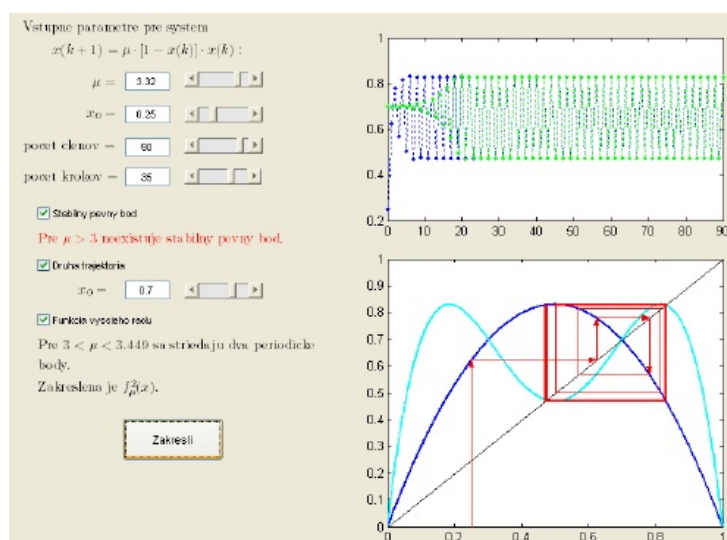 Vstupne parametre pre system
x(k + 1) = μ · [1 − x(k)] · x(k) :
μ = 3.32
x₀ = 0.25
pocet clenov = 90
pocet krokov = 35
Stabilny pevny bod
Pre μ > 3 neexistuje stabilny pevny bod.
Druha trajektoria
x₀ = 0.7
Funkcia vyssieho radu
Pre 3 < μ < 3.449 sa striedaju dva periodicke
body.
Zakreslena je f²μ(x).
Zakresli
1
0.8
0.6
0.4
0.2
0 10 20 30 40 50 60 70 80 90
1
0.9
0.8
0.7
0.6
0.5
0.4
0.3
0.2
0.1
0
0 0.2 0.4 0.6 0.8 1